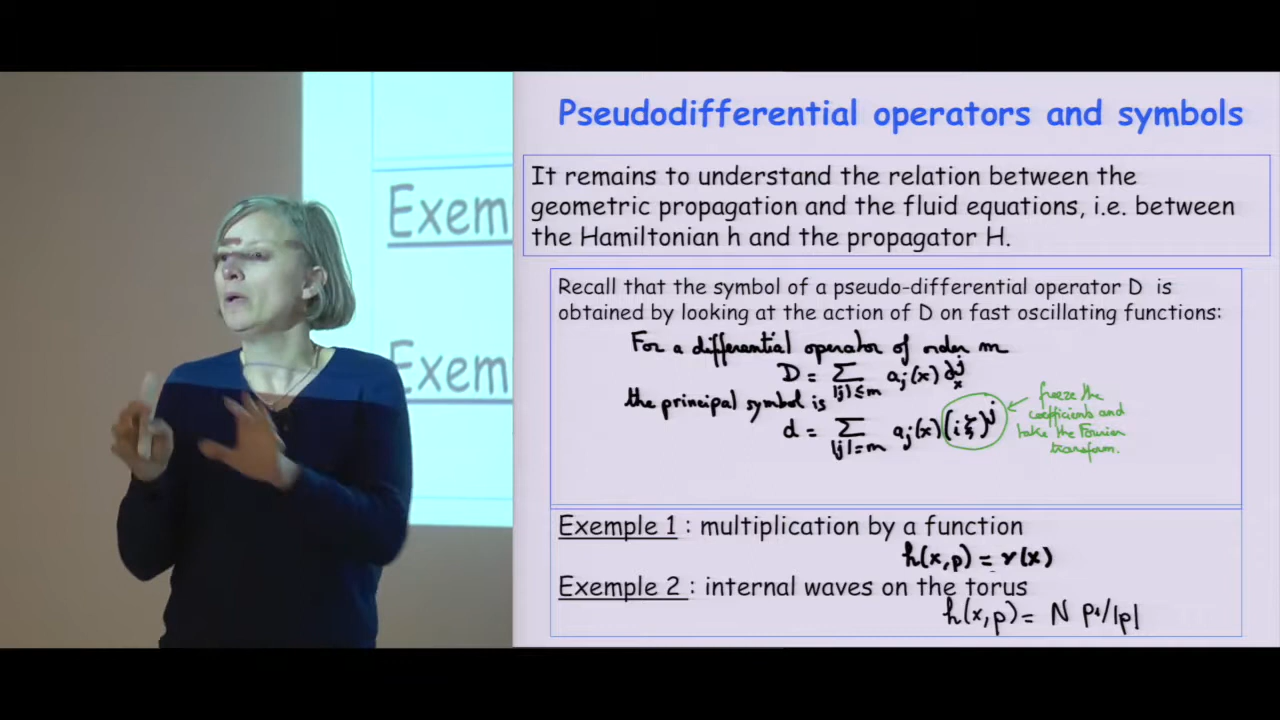 Exem
Exem
Pseudodifferential operators and symbols
It remains to understand the relation between the
geometric propagation and the fluid equations, i.e. between
the Hamiltonian h and the propagator H.
Recall that the symbol of a pseudo-differential operator D is
obtained by looking at the action of D on fast oscillating functions:
For a differential operator of order m
D = ∑_{|j|≤m} a_j(x) ∂_x^j
the principal symbol is
d = ∑_{|j|=m} a_j(x) (iξ)^j
freeze the
coefficients and
take the Fourier
transform.
Exemple 1 : multiplication by a function
h(x,p) = r(x)
Exemple 2 : internal waves on the torus
h(x,p) = N p₁/|p|